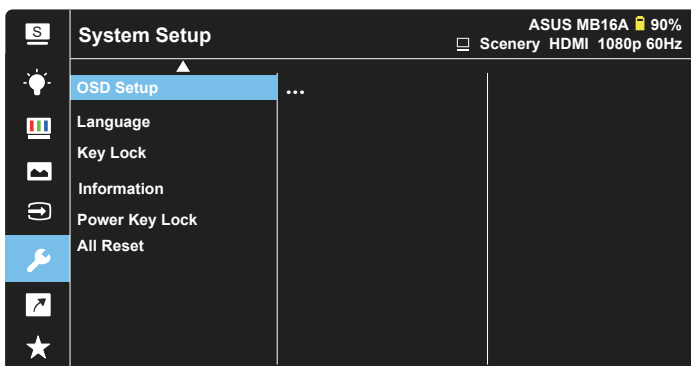 S
System Setup
ASUS MB16A 90%
Scenery HDMI 1080p 60Hz
OSD Setup ...
Language
Key Lock
Information
Power Key Lock
All Reset